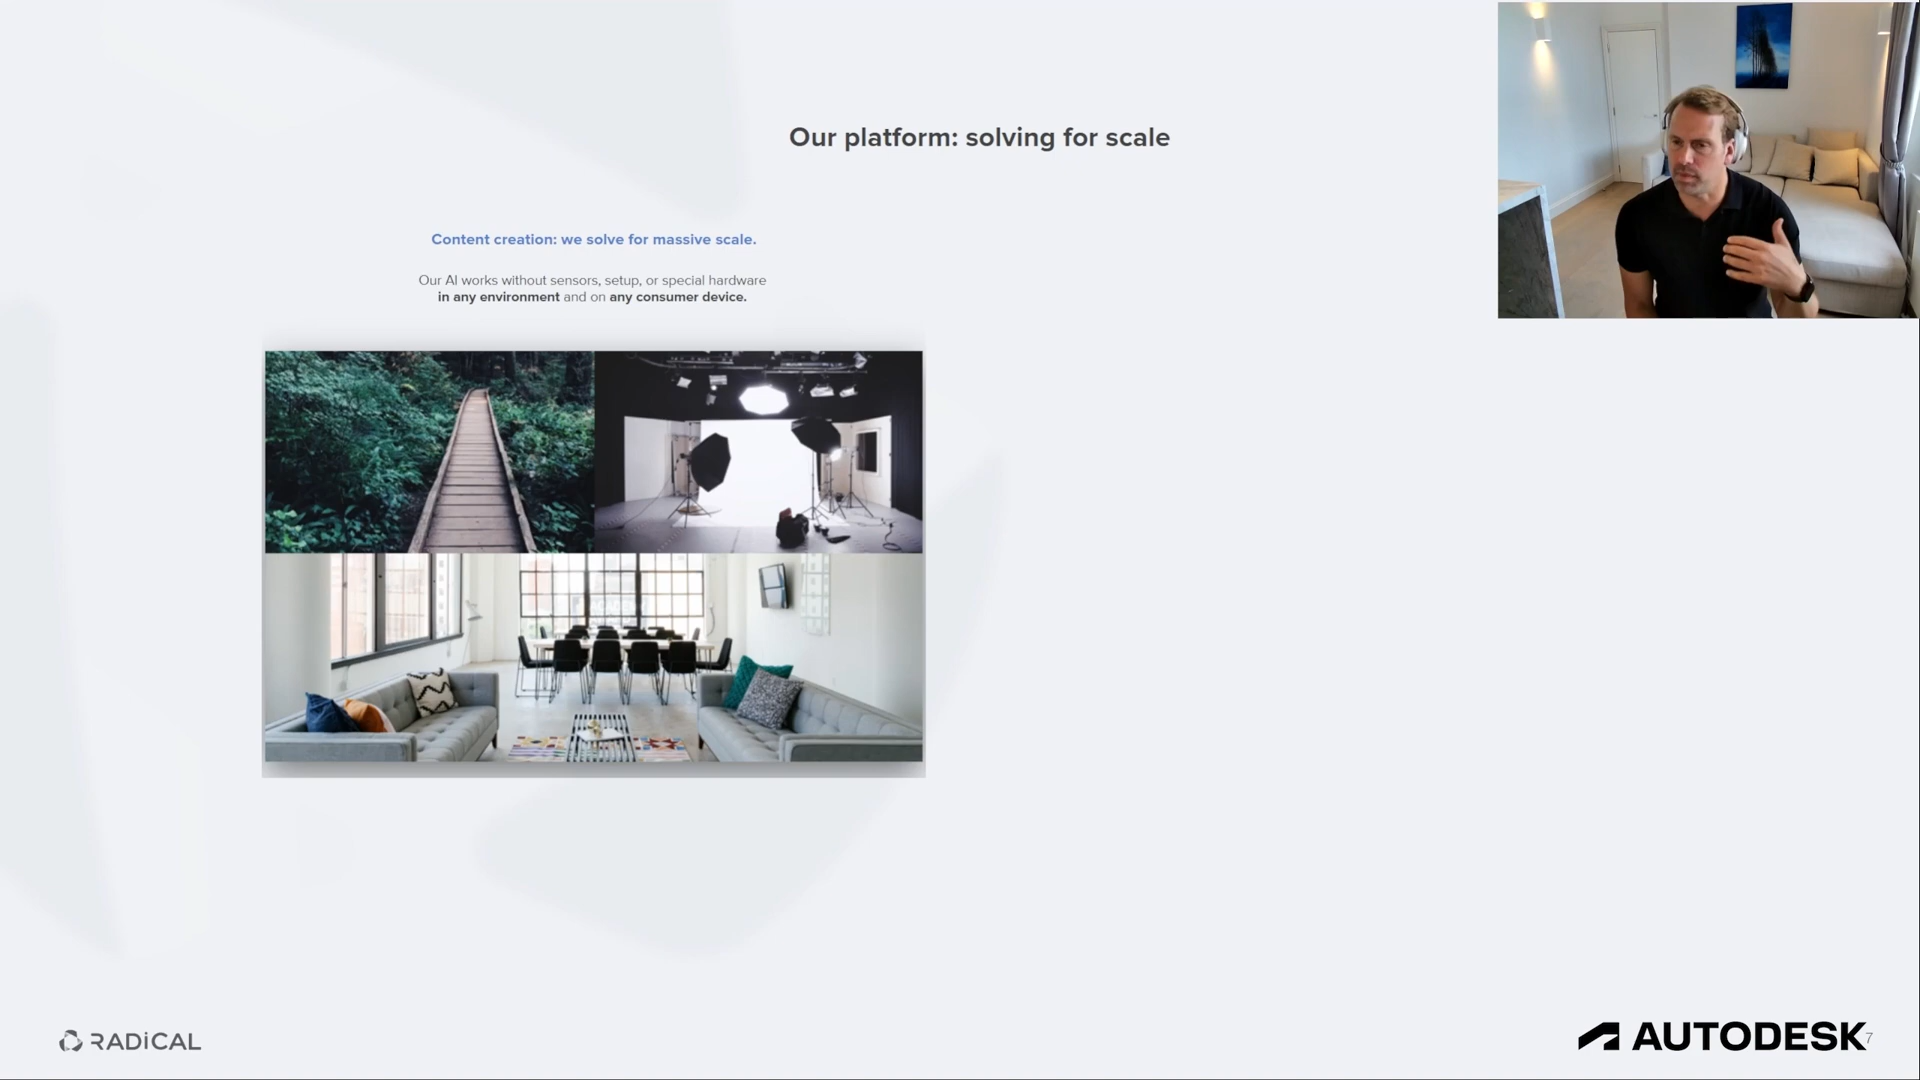 Our platform: solving for scale
Content creation: we solve for massive scale.
Our AI works without sensors, setup, or special hardware
in any environment and on any consumer device.
RADiCAL
AUTODESK
7